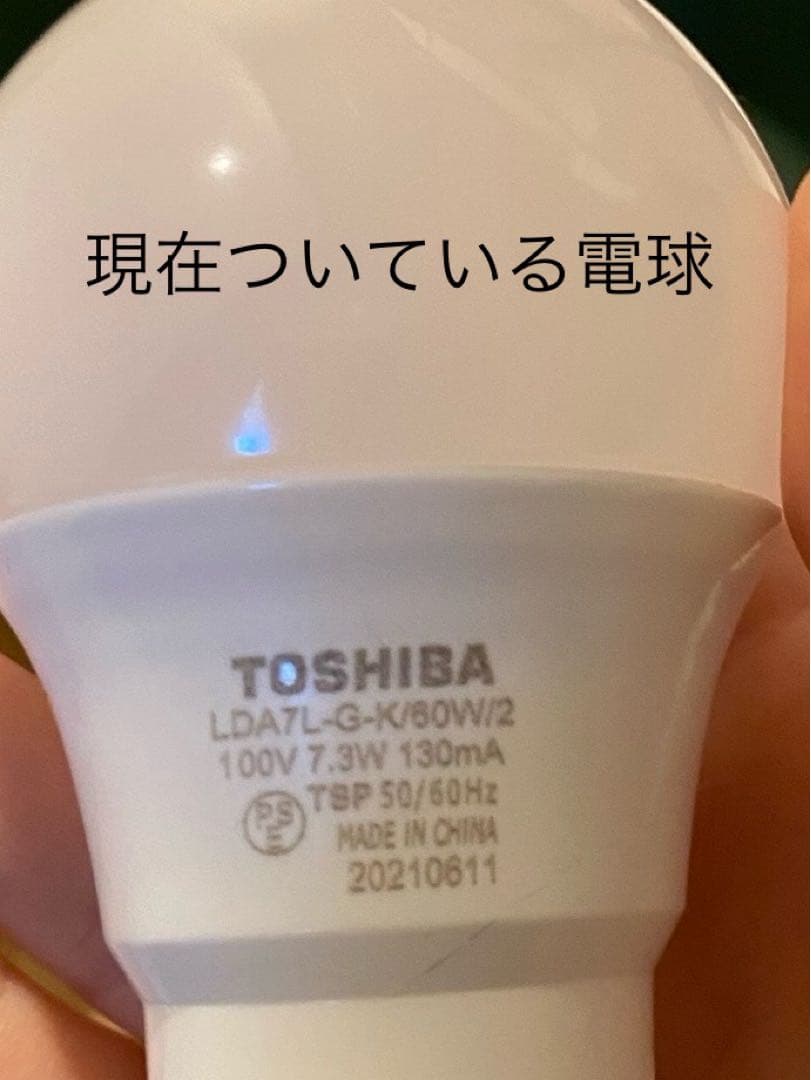 現在ついている電球
TOSHIBA
LDA7L-G-K/60W/2
100V 7.3W 130mA
PSE TSP 50/60Hz
MADE IN CHINA
20210611